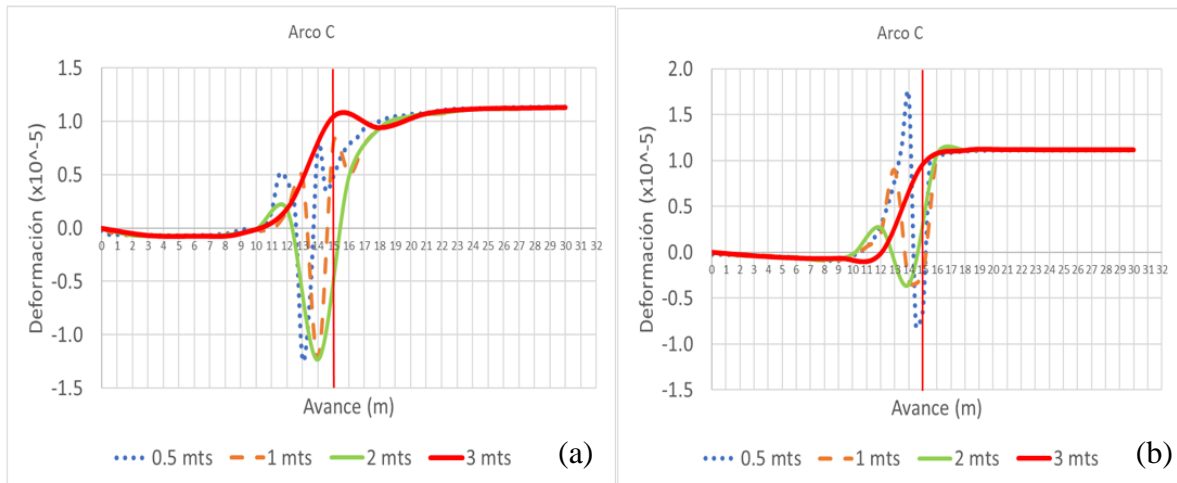 Arco C
Deformación (x10^-5)
1.5
1.0
0.5
0.0
-0.5
-1.0
-1.5
0 1 2 3 4 5 6 7 8 9 10 11 12 13 14 15 16 17 18 19 20 21 22 23 24 25 26 27 28 29 30 31 32
Avance (m)
0.5 mts 1 mts 2 mts 3 mts
(a)
Arco C
Deformación (x10^-5)
2.0
1.5
1.0
0.5
0.0
-0.5
-1.0
-1.5
0 1 2 3 4 5 6 7 8 9 10 11 12 13 14 15 16 17 18 19 20 21 22 23 24 25 26 27 28 29 30 31 32
Avance (m)
0.5 mts 1 mts 2 mts 3 mts
(b)